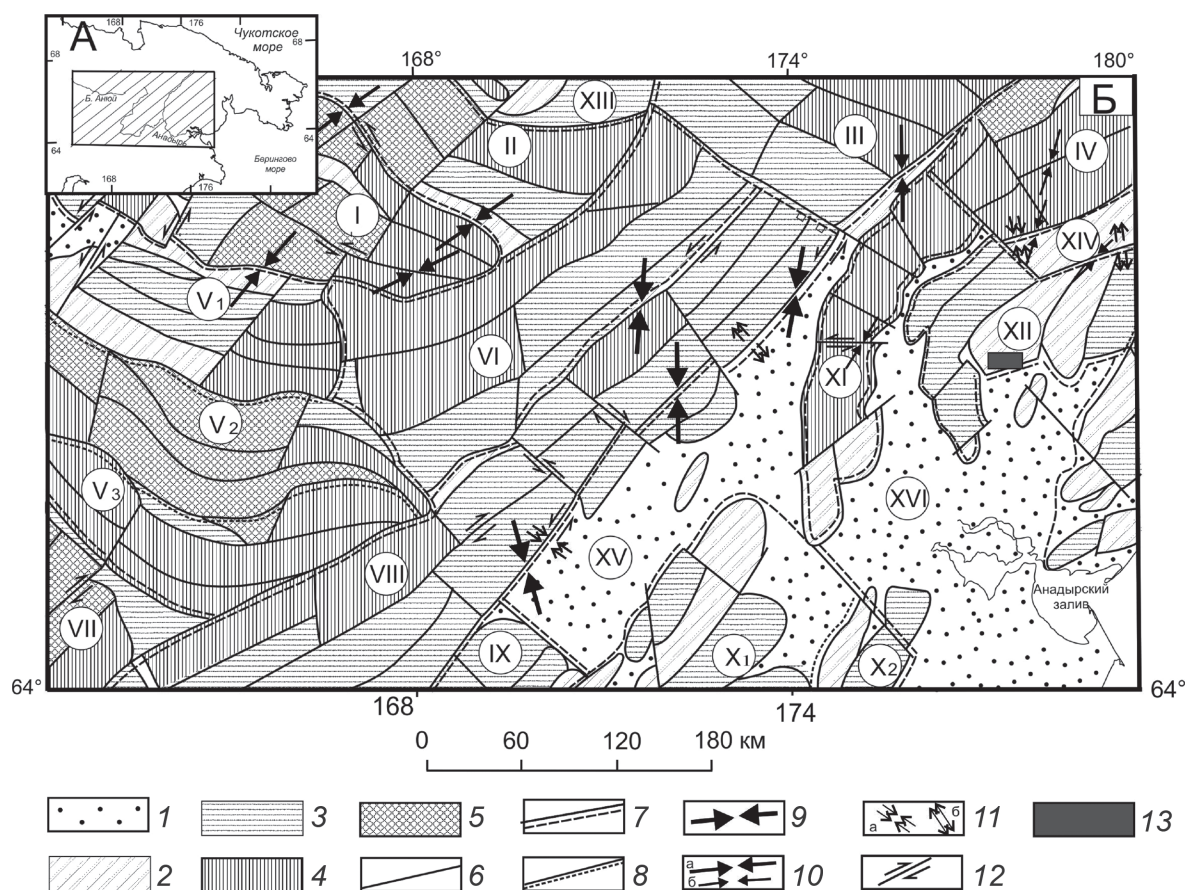 168
176
А
Чукотское
море
68
68
Б. Анюй
Анадырь
64
64
Берингово
море
168
176
168°
174°
180°
Б
XIII
II
III
IV
I
XIV
V1
VI
XII
XI
V2
V3
XVI
XV
VIII
Анадырский
залив
VII
IX
X1
X2
64°
64°
168
174
0 60 120 180 км
1 3 5 7 9 а б 11 13
2 4 6 8 а б 10 12